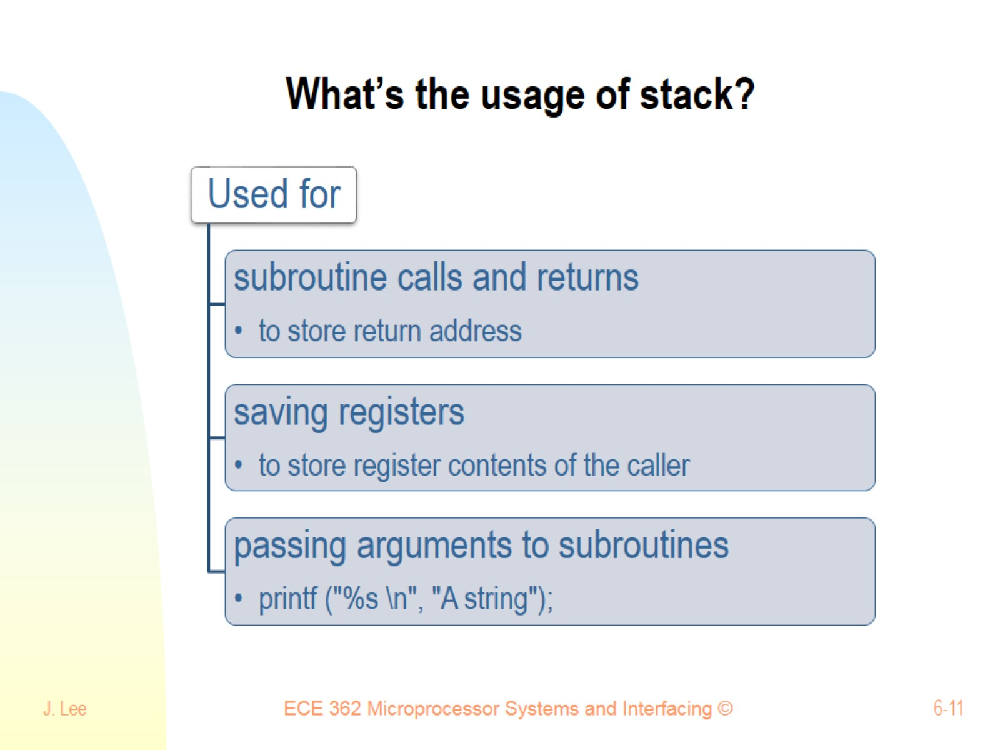 What’s the usage of stack?
Used for
subroutine calls and returns
• to store return address
saving registers
• to store register contents of the caller
passing arguments to subroutines
• printf ("%s \n", "A string");
J. Lee
ECE 362 Microprocessor Systems and Interfacing ©
6-11